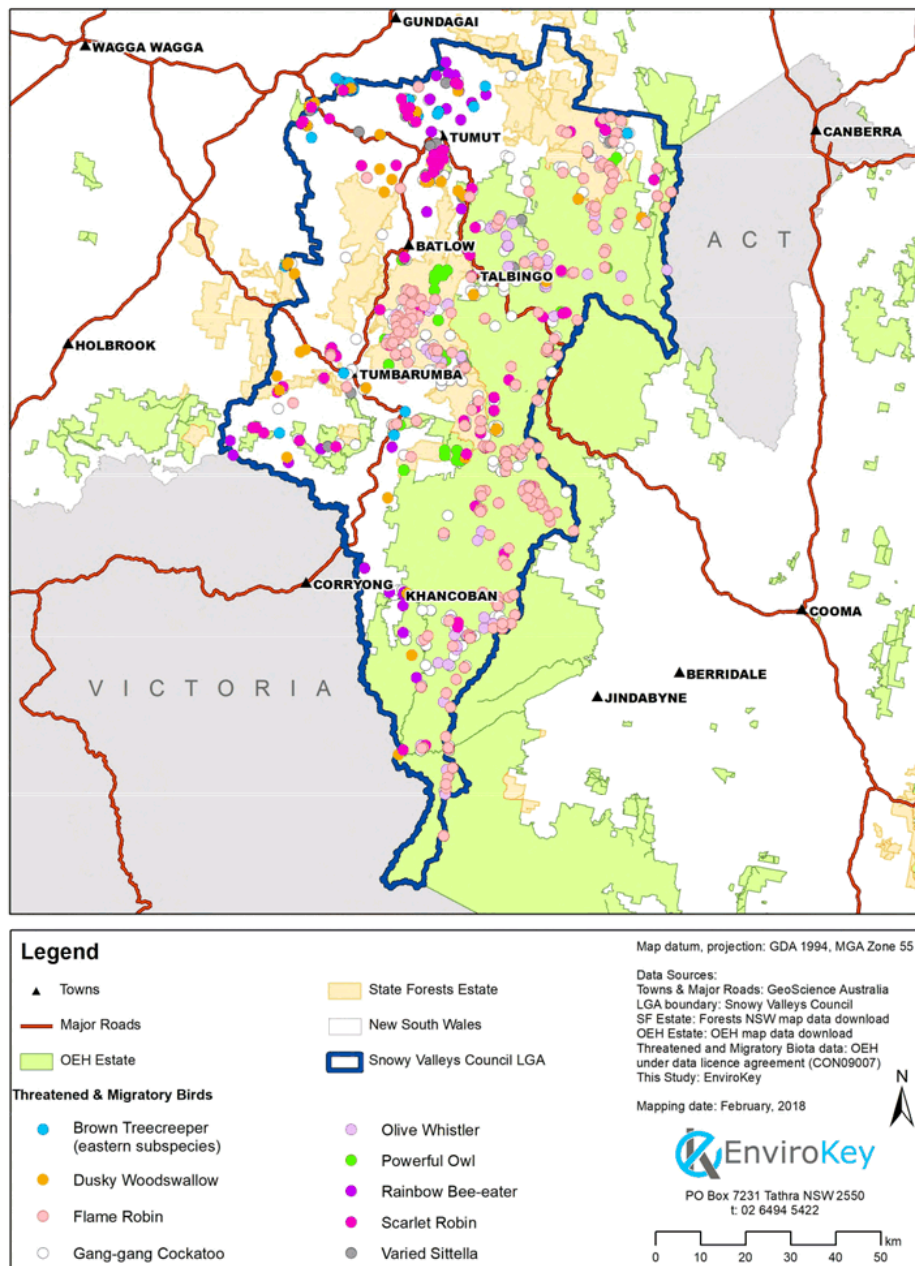 GUNDAGAI
WAGGA WAGGA
CANBERRA
TUMUT
A C T
BATLOW
TALBINGO
HOLBROOK
TUMBARUMBA
CORRYONG
KHANCOBAN
COOMA
VICTORIA
BERRIDALE
JINDABYNE
Legend
Towns
Major Roads
OEH Estate
State Forests Estate
New South Wales
Snowy Valleys Council LGA
Threatened & Migratory Birds
Brown Treecreeper
(eastern subspecies)
Dusky Woodswallow
Flame Robin
Gang-gang Cockatoo
Olive Whistler
Powerful Owl
Rainbow Bee-eater
Scarlet Robin
Varied Sittella
Map datum, projection: GDA 1994, MGA Zone 55
Data Sources:
Towns & Major Roads: GeoScience Australia
LGA boundary: Snowy Valleys Council
SF Estate: Forests NSW map data download
OEH Estate: OEH map data download
Threatened and Migratory Biota data: OEH
under data licence agreement (CON09007)
This Study: EnviroKey
Mapping date: February, 2018
N
EnviroKey
PO Box 7231 Tathra NSW 2550
t: 02 6494 5422
km
0 10 20 30 40 50